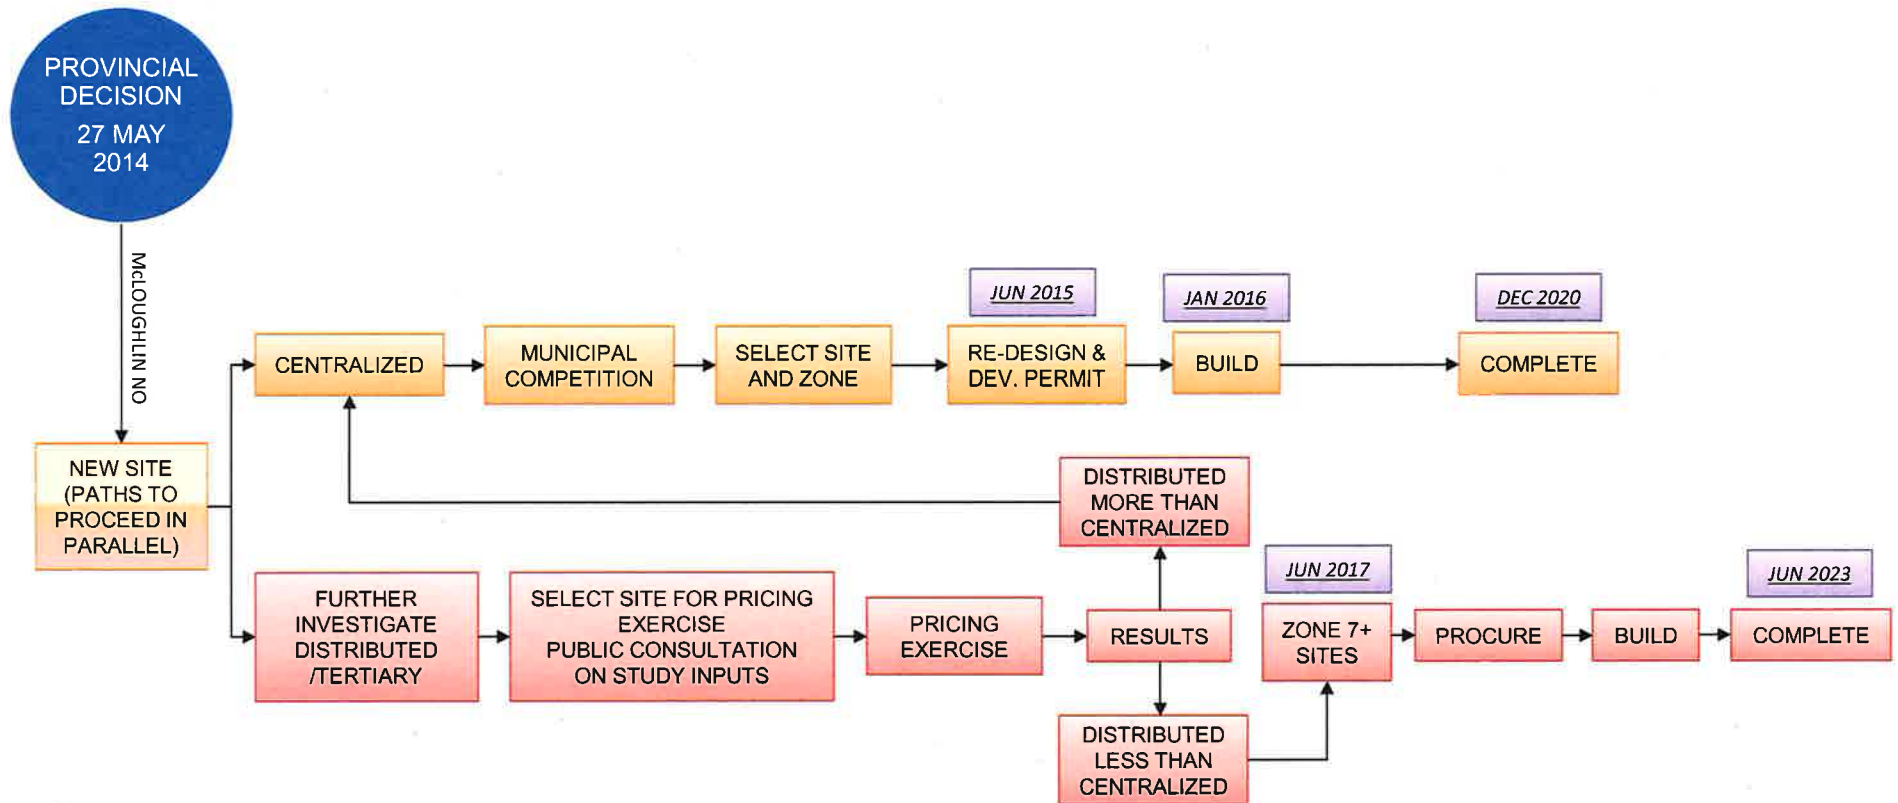 PROVINCIAL
DECISION
27 MAY
2014
McLOUGHLIN NO
NEW SITE
(PATHS TO
PROCEED IN
PARALLEL)
CENTRALIZED
MUNICIPAL
COMPETITION
SELECT SITE
AND ZONE
JUN 2015
RE-DESIGN &
DEV. PERMIT
JAN 2016
BUILD
DEC 2020
COMPLETE
FURTHER
INVESTIGATE
DISTRIBUTED
/TERTIARY
SELECT SITE FOR PRICING
EXERCISE
PUBLIC CONSULTATION
ON STUDY INPUTS
PRICING
EXERCISE
RESULTS
DISTRIBUTED
MORE THAN
CENTRALIZED
DISTRIBUTED
LESS THAN
CENTRALIZED
JUN 2017
ZONE 7+
SITES
PROCURE
BUILD
JUN 2023
COMPLETE